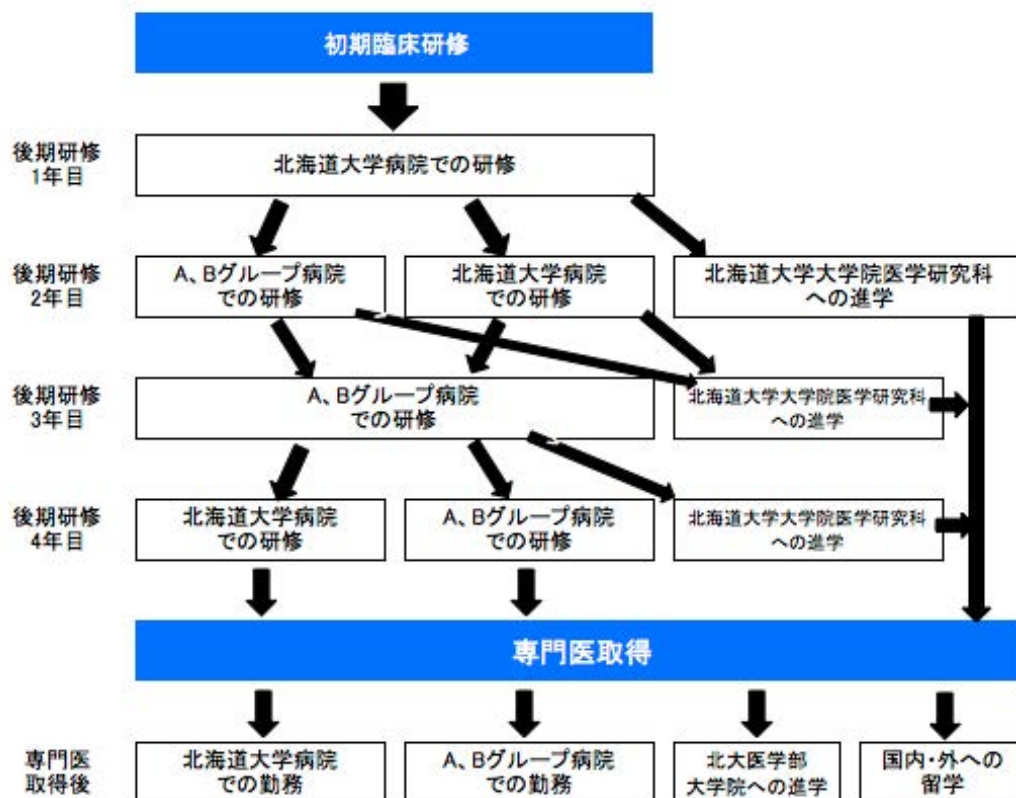 初期臨床研修
後期研修
1年目
北海道大学病院での研修
後期研修
2年目
A、Bグループ病院
での研修
北海道大学病院
での研修
北海道大学大学院医学研究科
への進学
後期研修
3年目
A、Bグループ病院
での研修
北海道大学大学院医学研究科
への進学
後期研修
4年目
北海道大学病院
での研修
A、Bグループ病院
での研修
北海道大学大学院医学研究科
への進学
専門医取得
専門医
取得後
北海道大学病院
での勤務
A、Bグループ病院
での勤務
北大医学部
大学院への進学
国内・外への
留学